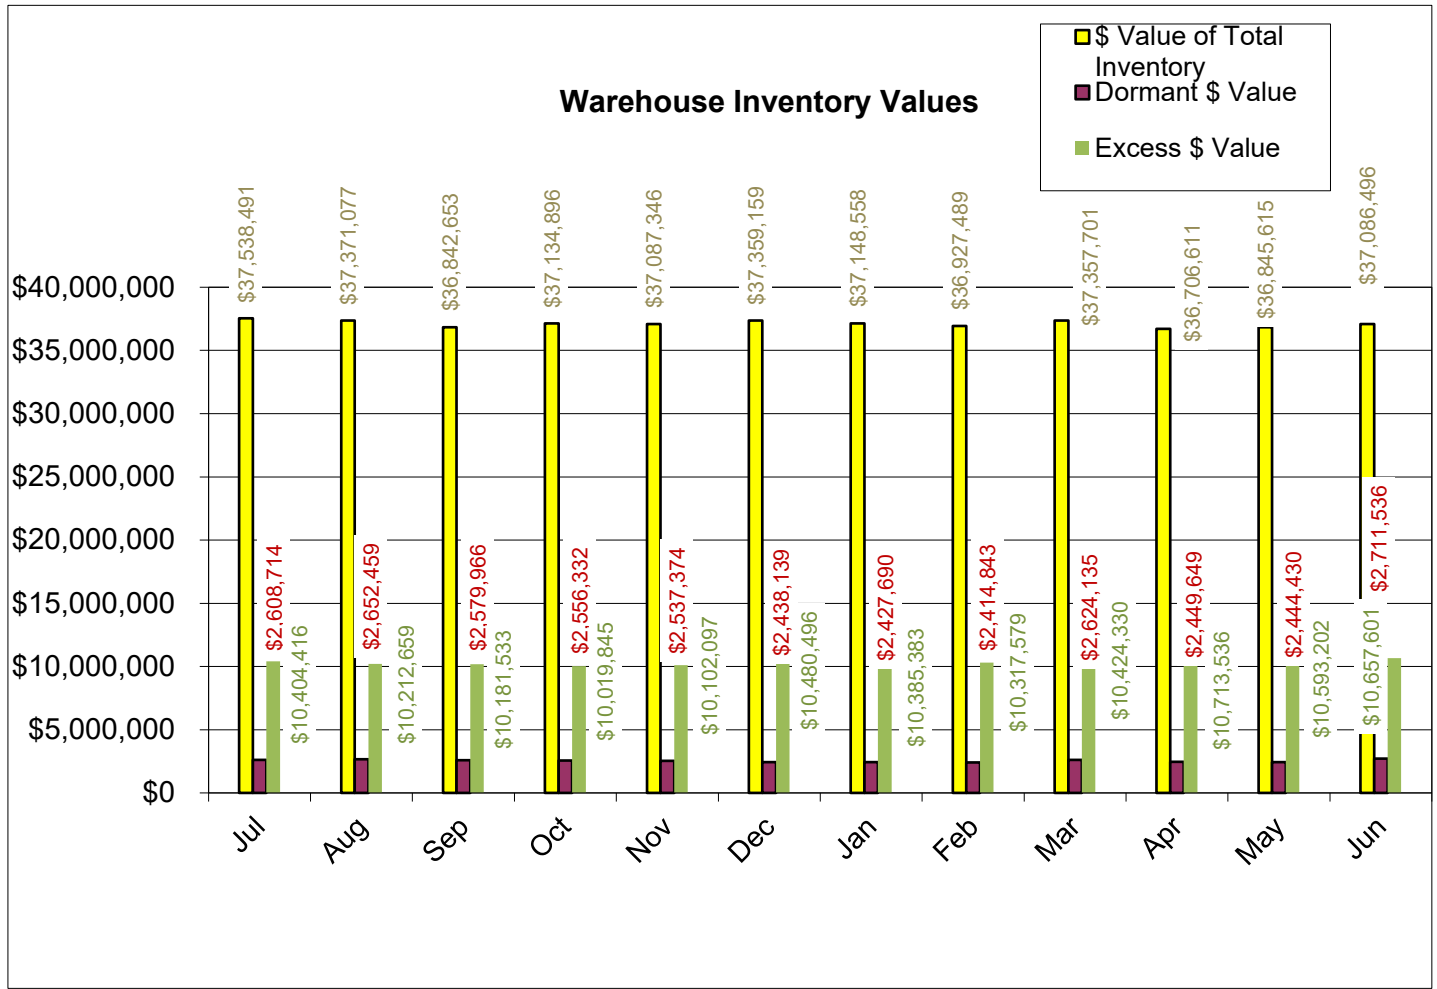 $ Value of Total
Inventory
Dormant $ Value
Excess $ Value
Warehouse Inventory Values
$37,538,491
$37,371,077
$36,842,653
$37,134,896
$37,087,346
$37,359,159
$37,148,558
$36,927,489
$37,357,701
$36,706,611
$36,845,615
$37,086,496
$40,000,000
$35,000,000
$30,000,000
$25,000,000
$20,000,000
$15,000,000
$10,000,000
$5,000,000
$0
$2,608,714
$2,652,459
$2,579,966
$2,556,332
$2,537,374
$2,438,139
$2,427,690
$2,414,843
$2,624,135
$2,449,649
$2,444,430
$2,711,536
$10,404,416
$10,212,659
$10,181,533
$10,019,845
$10,102,097
$10,480,496
$10,385,383
$10,317,579
$10,424,330
$10,713,536
$10,593,202
$10,657,601
Jul
Aug
Sep
Oct
Nov
Dec
Jan
Feb
Mar
Apr
May
Jun